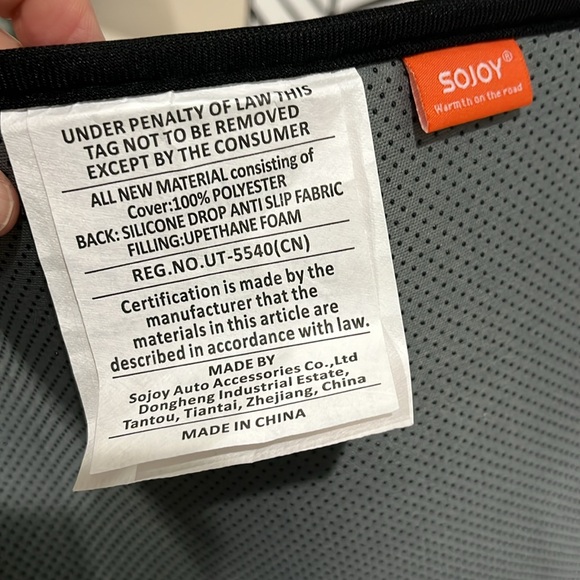 UNDER PENALTY OF LAW THIS
TAG NOT TO BE REMOVED
EXCEPT BY THE CONSUMER
ALL NEW MATERIAL consisting of
Cover:100% POLYESTER
BACK: SILICONE DROP ANTI SLIP FABRIC
FILLING:UPETHANE FOAM
REG.NO.UT-5540(CN)
Certification is made by the
manufacturer that the
materials in this article are
described in accordance with law.
MADE BY
Sojoy Auto Accessories Co.,Ltd
Dongheng Industrial Estate,
Tantou, Tiantai, Zhejiang, China
MADE IN CHINA
SOJOY®
Warmth on the road